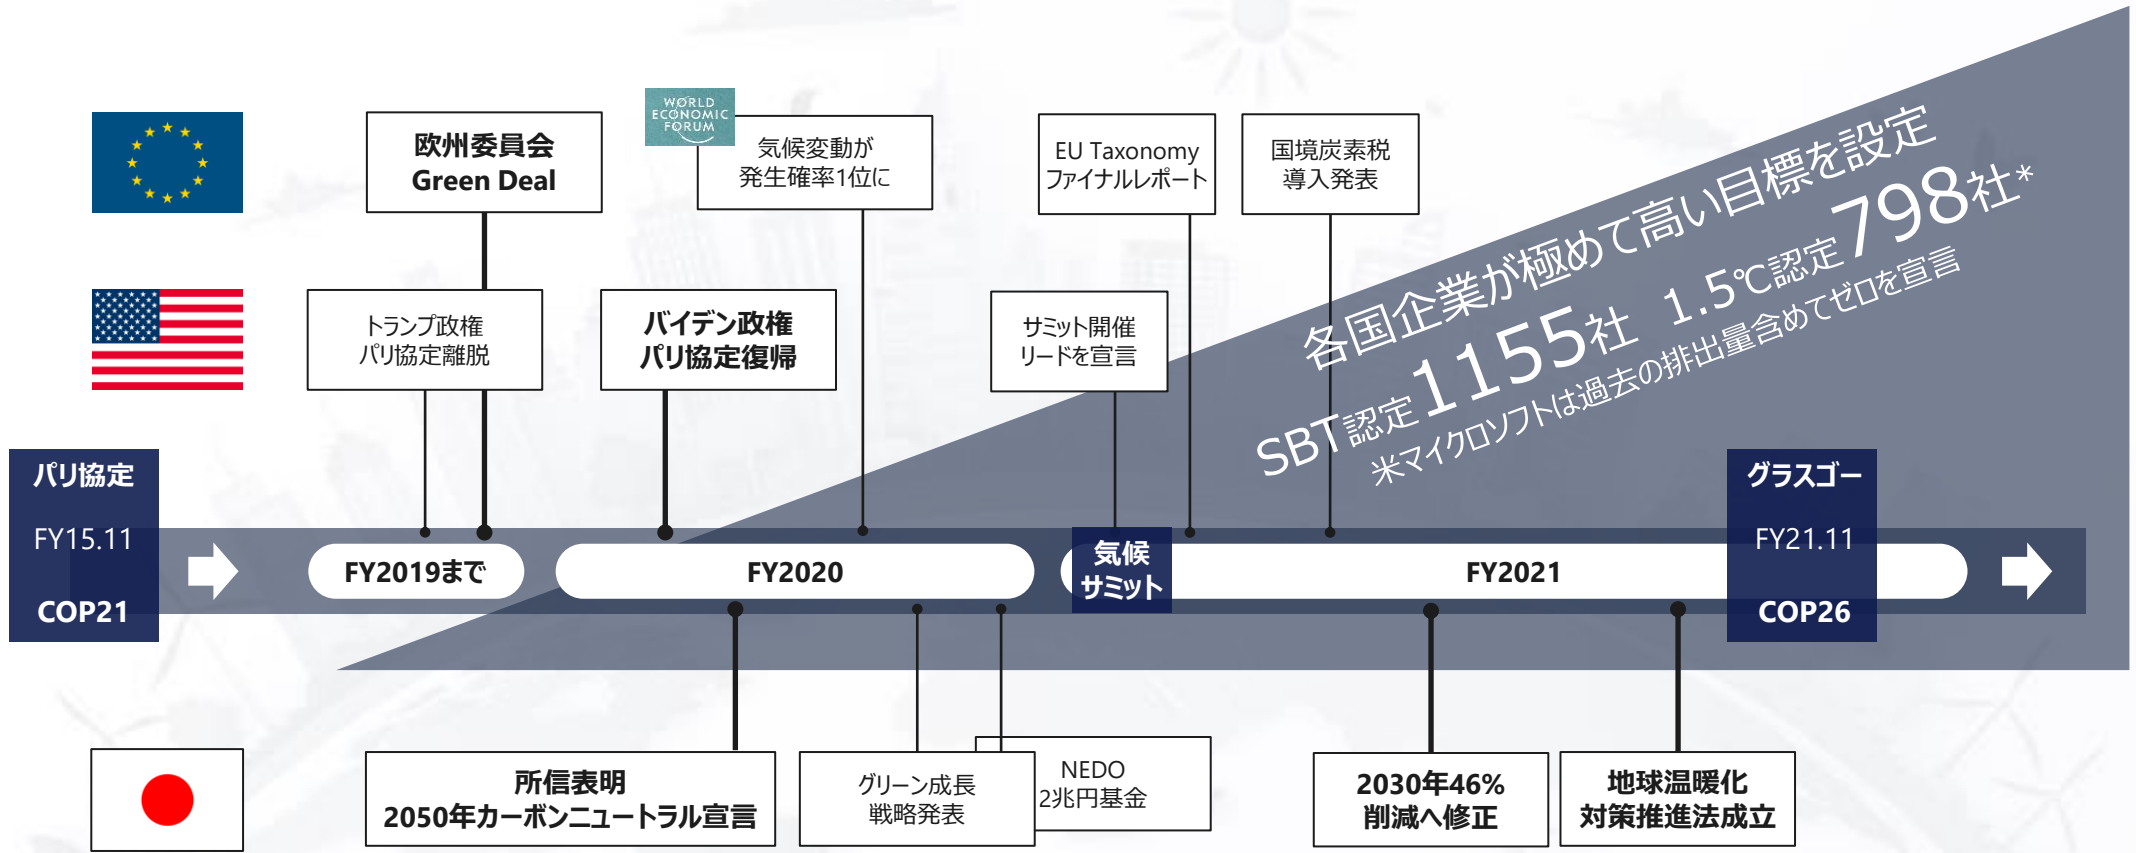 WORLD
ECONOMIC
FORUM
欧州委員会
Green Deal
気候変動が
発生確率1位に
EU Taxonomy
ファイナルレポート
国境炭素税
導入発表
トランプ政権
パリ協定離脱
バイデン政権
パリ協定復帰
サミット開催
リードを宣言
各国企業が極めて高い目標を設定
SBT認定1155社 1.5℃認定798社*
米マイクロソフトは過去の排出量含めてゼロを宣言
パリ協定
FY15.11
COP21
FY2019まで
FY2020
気候
サミット
FY2021
グラスゴー
FY21.11
COP26
所信表明
2050年カーボンニュートラル宣言
グリーン成長
戦略発表
NEDO
2兆円基金
2030年46%
削減へ修正
地球温暖化
対策推進法成立